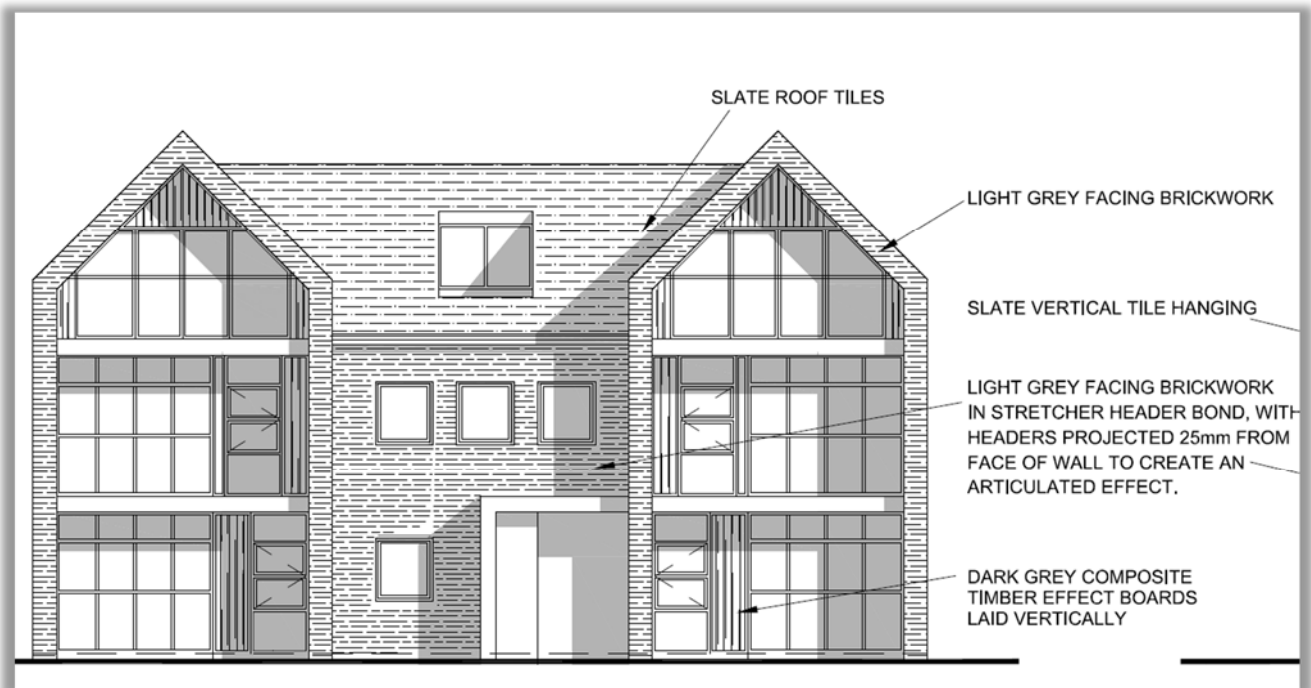 SLATE ROOF TILES
LIGHT GREY FACING BRICKWORK
SLATE VERTICAL TILE HANGING
LIGHT GREY FACING BRICKWORK
IN STRETCHER HEADER BOND, WITH
HEADERS PROJECTED 25mm FROM
FACE OF WALL TO CREATE AN
ARTICULATED EFFECT.
DARK GREY COMPOSITE
TIMBER EFFECT BOARDS
LAID VERTICALLY